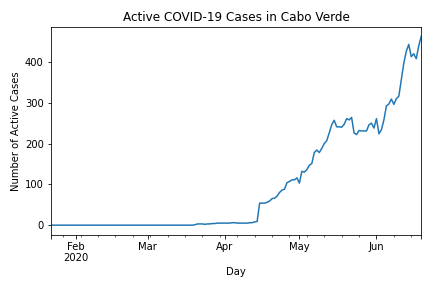 Active COVID-19 Cases in Cabo Verde
Number of Active Cases
400
300
200
100
0
Feb Mar Apr May Jun
2020
Day